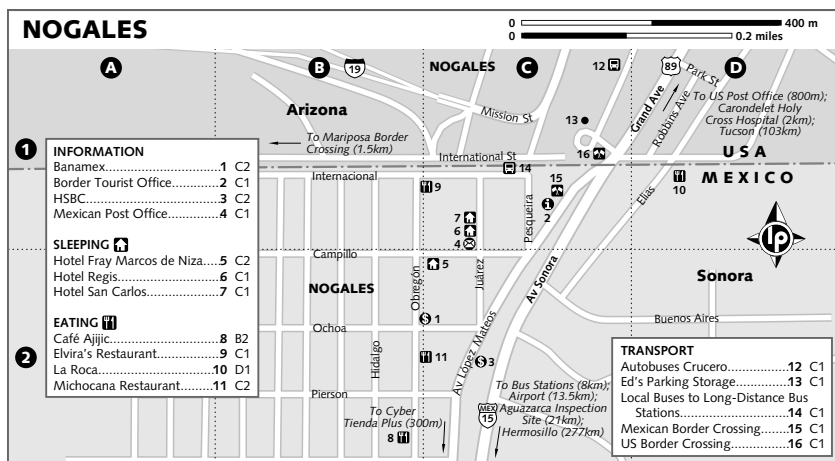 NOGALES
0 400 m
0 0.2 miles
A
B
19
NOGALES
C
12
89
D
Park St
Arizona
Mission St
13
Grand Ave
Robbins Ave
To US Post Office (800m);
Carondelet Holy
Cross Hospital (2km);
Tucson (103km)
1
To Mariposa Border
Crossing (1.5km)
International St
16
USA
14
MEXICO
Internacional
15
9
10
2
Pesqueira
Elías
7
6
4
INFORMATION
Banamex..............................1 C2
Border Tourist Office............2 C1
HSBC....................................3 C2
Mexican Post Office..............4 C1
SLEEPING
Hotel Fray Marcos de Niza.....5 C2
Hotel Regis............................6 C1
Hotel San Carlos....................7 C1
EATING
Café Ajijic..............................8 B2
Elvira's Restaurant.................9 C1
La Roca................................10 D1
Michocana Restaurant..........11 C2
Campillo
5
Juárez
Av Sonora
lp
Sonora
NOGALES
Obregón
1
Ochoa
Buenos Aires
2
Hidalgo
11
Av López Mateos
3
Pierson
To Cyber
Tienda Plus (300m)
8
MEX
15
To Bus Stations (8km);
Airport (13.5km);
Aguazarca Inspection
Site (21km);
Hermosillo (277km)
TRANSPORT
Autobuses Crucero................12 C1
Ed's Parking Storage.............13 C1
Local Buses to Long-Distance Bus
Stations..............................14 C1
Mexican Border Crossing.......15 C1
US Border Crossing................16 C1